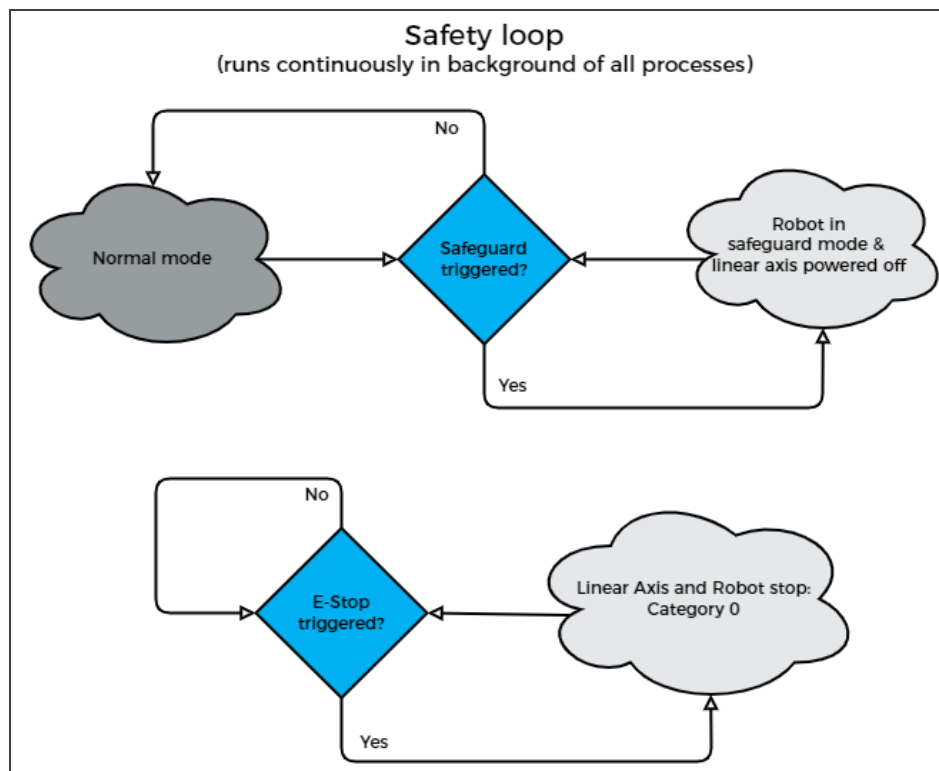 Safety loop
(runs continuously in background of all processes)
No
Normal mode
Safeguard
triggered?
Robot in
safeguard mode &
linear axis powered off
Yes
No
E-Stop
triggered?
Linear Axis and Robot stop:
Category 0
Yes